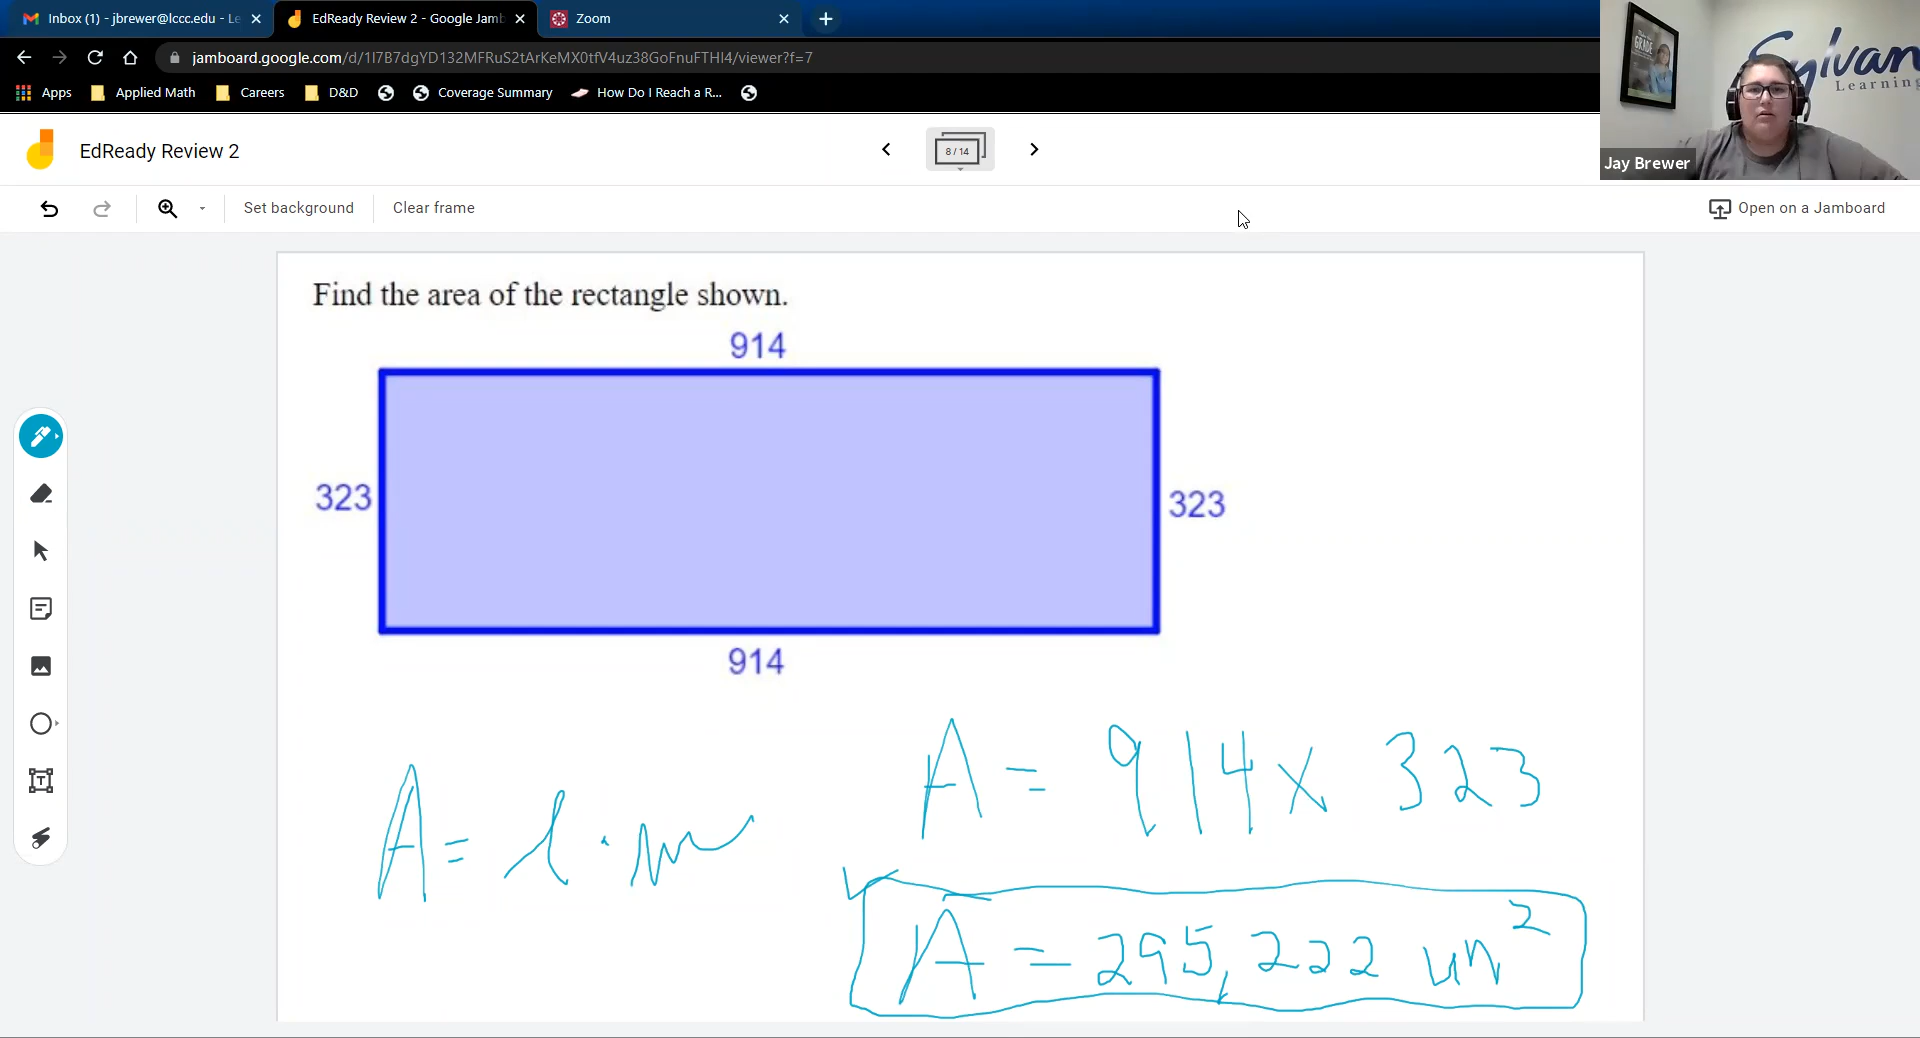 Inbox (1) - jbrewer@lccc.edu - Le
EdReady Review 2 - Google Jamb
Zoom
jamboard.google.com/d/1I7B7dgYD132MFRuS2tArKeMX0tfV4uz38GoFnuFTHI4/viewer?f=7
Apps Applied Math Careers D&D Coverage Summary How Do I Reach a R...
GRADE
Sylvan
Learning
Jay Brewer
EdReady Review 2
8 / 14
Set background Clear frame
Open on a Jamboard
Find the area of the rectangle shown.
914
323
323
914
A = l · w
A = 914 x 323
A = 295,222 un²